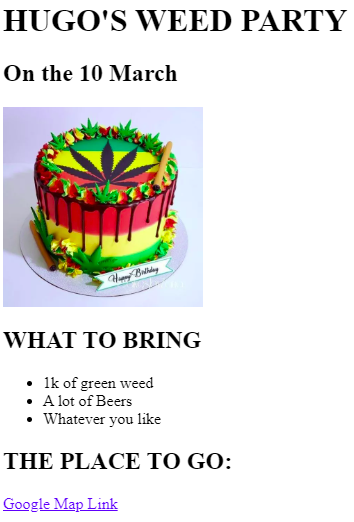 HUGO'S WEED PARTY
On the 10 March
Happy Birthday
WHAT TO BRING
1k of green weed
A lot of Beers
Whatever you like
THE PLACE TO GO:
Google Map Link